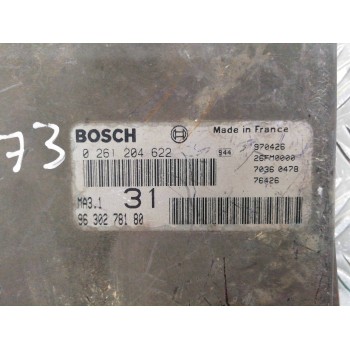 73
BOSCH
Made in France
0 261 204 622
944
970426
26FM0000
7036 0478
76426
MA3.1
31
96 302 781 80